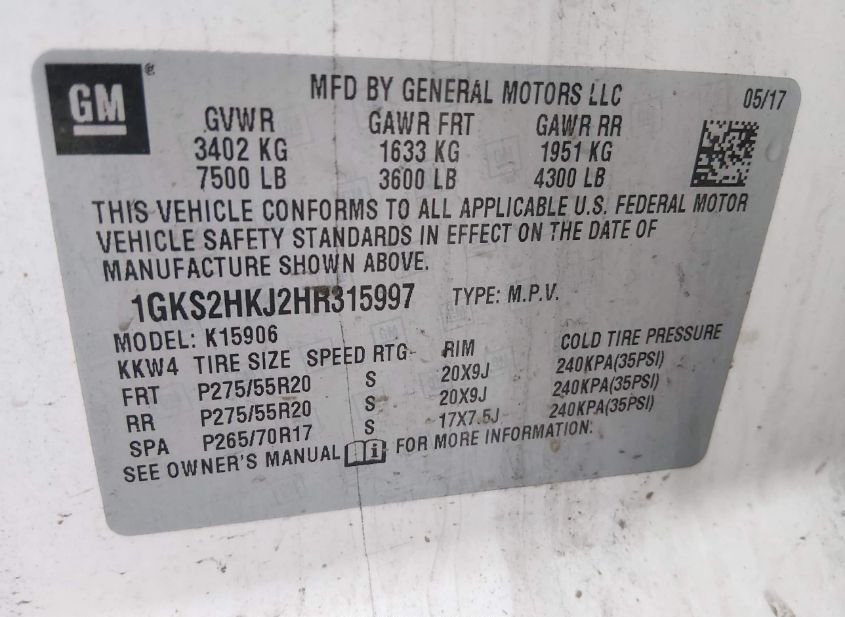 GM ®
MFD BY GENERAL MOTORS LLC 05/17
GVWR GAWR FRT GAWR RR
3402 KG 1633 KG 1951 KG
7500 LB 3600 LB 4300 LB
THIS VEHICLE CONFORMS TO ALL APPLICABLE U.S. FEDERAL MOTOR
VEHICLE SAFETY STANDARDS IN EFFECT ON THE DATE OF
MANUFACTURE SHOWN ABOVE.
1GKS2HKJ2HR315997 TYPE: M.P.V.
MODEL: K15906
KKW4 TIRE SIZE SPEED RTG RIM COLD TIRE PRESSURE
FRT P275/55R20 S 20X9J 240KPA(35PSI)
RR P275/55R20 S 20X9J 240KPA(35PSI)
SPA P265/70R17 S 17X7.5J 240KPA(35PSI)
SEE OWNER'S MANUAL i FOR MORE INFORMATION.